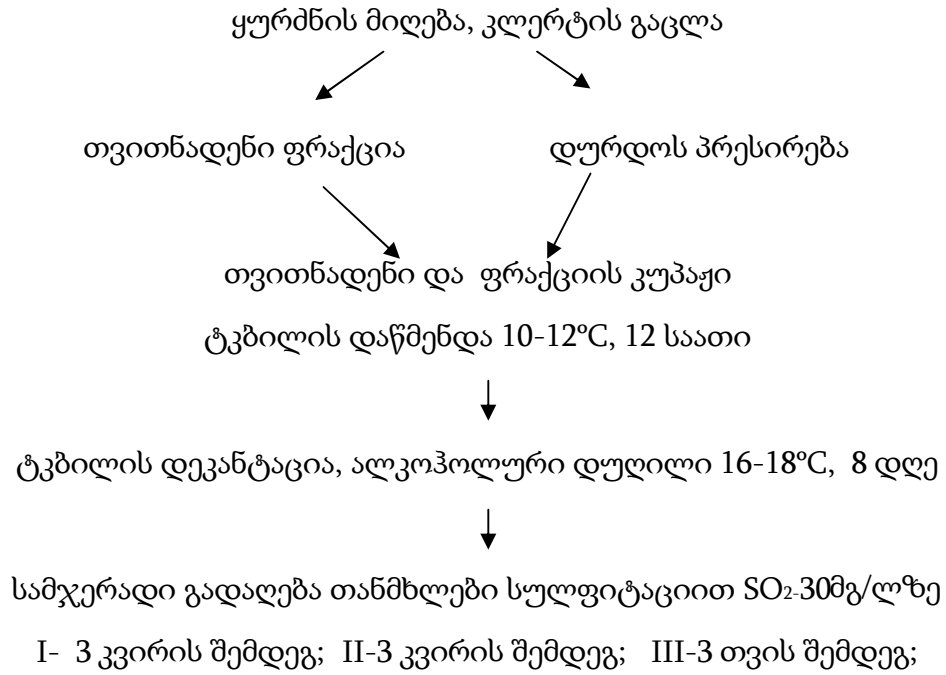 ყურძნის მიღება, კლერტის გაცლა
თვითნადენი ფრაქცია დურდოს პრესირება
თვითნადენი და ფრაქციის კუპაჟი
ტკბილის დაწმენდა 10-12ºC, 12 საათი
ტკბილის დეკანტაცია, ალკოჰოლური დუღილი 16-18ºC, 8 დღე
სამჯერადი გადაღება თანმხლები სულფიტაციით SO₂-30მგ/ლ-ზე
I- 3 კვირის შემდეგ; II-3 კვირის შემდეგ; III-3 თვის შემდეგ;